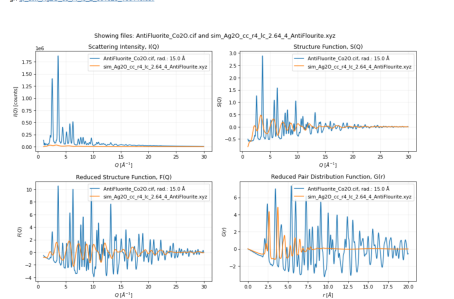 Showing files: AntiFluorite_Co2O.cif and sim_Ag2O_cc_r4_lc_2.64_4_AntiFlourite.xyz
Scattering Intensity, I(Q)
1e6
I(Q) [counts]
1.75
1.50
1.25
1.00
0.75
0.50
0.25
0.00
AntiFluorite_Co2O.cif, rad.: 15.0 Å
sim_Ag2O_cc_r4_lc_2.64_4_AntiFlourite.xyz
0 5 10 15 20 25 30
Q [Å⁻¹]
Structure Function, S(Q)
S(Q)
3.0
2.5
2.0
1.5
1.0
0.5
0.0
−0.5
AntiFluorite_Co2O.cif, rad.: 15.0 Å
sim_Ag2O_cc_r4_lc_2.64_4_AntiFlourite.xyz
0 5 10 15 20 25 30
Q [Å⁻¹]
Reduced Structure Function, F(Q)
F(Q)
10
8
6
4
2
0
−2
−4
AntiFluorite_Co2O.cif, rad.: 15.0 Å
sim_Ag2O_cc_r4_lc_2.64_4_AntiFlourite.xyz
0 5 10 15 20 25 30
Q [Å⁻¹]
Reduced Pair Distribution Function, G(r)
G(r)
6
4
2
0
−2
AntiFluorite_Co2O.cif, rad.: 15.0 Å
sim_Ag2O_cc_r4_lc_2.64_4_AntiFlourite.xyz
0.0 2.5 5.0 7.5 10.0 12.5 15.0 17.5 20.0
r [Å]